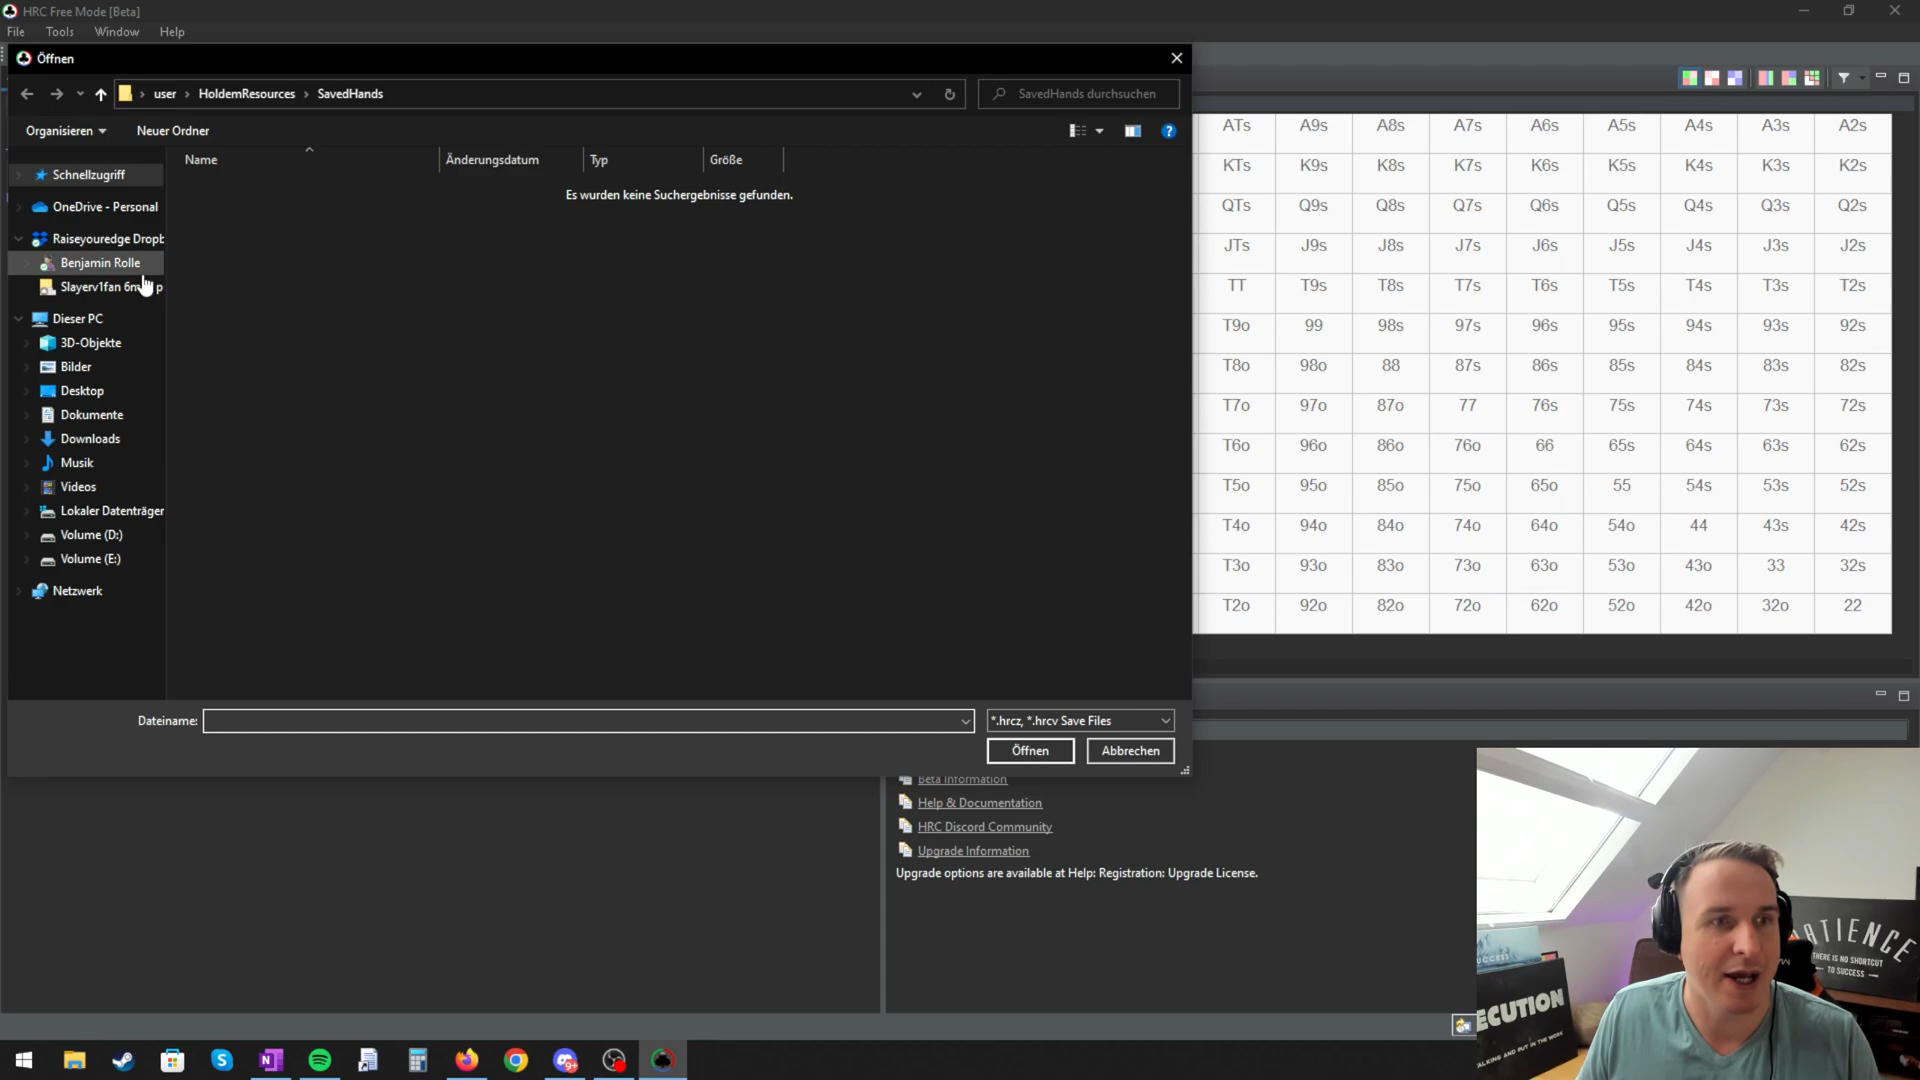 HRC Free Mode [Beta]
File Tools Window Help
Öffnen
user › HoldemResources › SavedHands
SavedHands durchsuchen
Organisieren Neuer Ordner
Name Änderungsdatum Typ Größe
Es wurden keine Suchergebnisse gefunden.
Schnellzugriff
OneDrive - Personal
Raiseyouredge Dropb
Benjamin Rolle
Slayerv1fan
Dieser PC
3D-Objekte
Bilder
Desktop
Dokumente
Downloads
Musik
Videos
Lokaler Datenträger
Volume (D:)
Volume (E:)
Netzwerk
Dateiname:
*.hrcz, *.hrcv Save Files
Öffnen Abbrechen
ATs A9s A8s A7s A6s A5s A4s A3s A2s
KTs K9s K8s K7s K6s K5s K4s K3s K2s
QTs Q9s Q8s Q7s Q6s Q5s Q4s Q3s Q2s
JTs J9s J8s J7s J6s J5s J4s J3s J2s
TT T9s T8s T7s T6s T5s T4s T3s T2s
T9o 99 98s 97s 96s 95s 94s 93s 92s
T8o 98o 88 87s 86s 85s 84s 83s 82s
T7o 97o 87o 77 76s 75s 74s 73s 72s
T6o 96o 86o 76o 66 65s 64s 63s 62s
T5o 95o 85o 75o 65o 55 54s 53s 52s
T4o 94o 84o 74o 64o 54o 44 43s 42s
T3o 93o 83o 73o 63o 53o 43o 33 32s
T2o 92o 82o 72o 62o 52o 42o 32o 22
Beta Information
Help & Documentation
HRC Discord Community
Upgrade Information
Upgrade options are available at Help: Registration: Upgrade License.
PATIENCE
THERE IS NO SHORTCUT
TO SUCCESS
SUCCESS
ECUTION